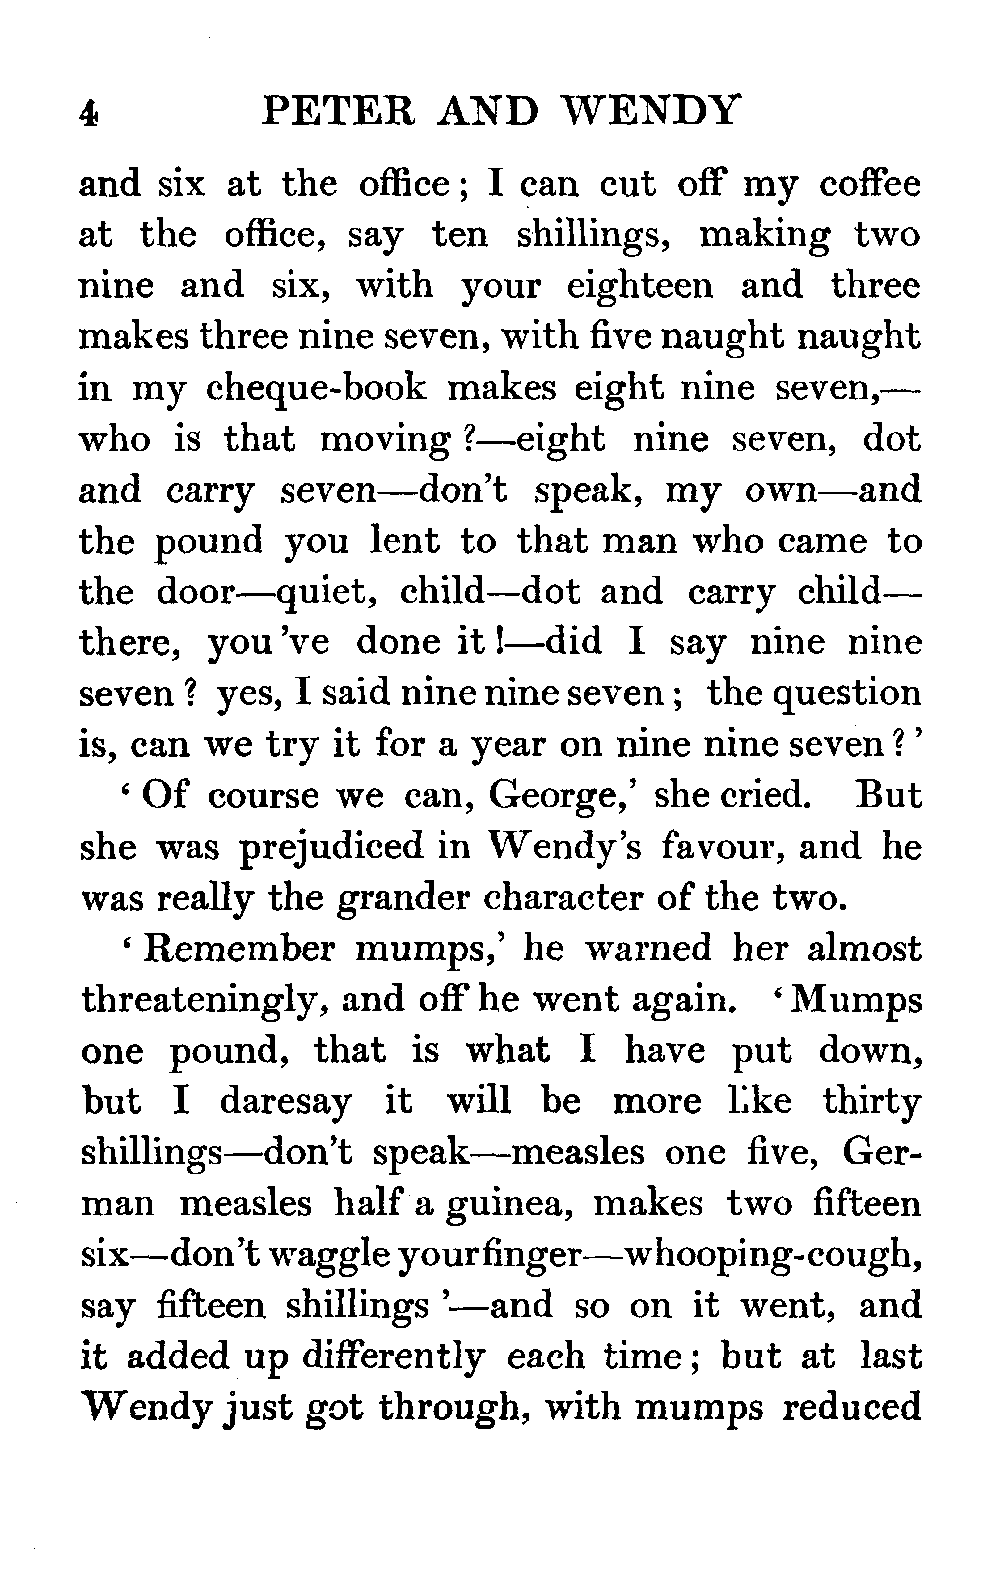 4 PETER AND WENDY
and six at the office; I can cut off my coffee
at the office, say ten shillings, making two
nine and six, with your eighteen and three
makes three nine seven, with five naught naught
in my cheque-book makes eight nine seven,—
who is that moving?—eight nine seven, dot
and carry seven—don't speak, my own—and
the pound you lent to that man who came to
the door—quiet, child—dot and carry child—
there, you 've done it!—did I say nine nine
seven? yes, I said nine nine seven; the question
is, can we try it for a year on nine nine seven?'
'Of course we can, George,' she cried. But
she was prejudiced in Wendy's favour, and he
was really the grander character of the two.
'Remember mumps,' he warned her almost
threateningly, and off he went again. 'Mumps
one pound, that is what I have put down,
but I daresay it will be more like thirty
shillings—don't speak—measles one five, Ger-
man measles half a guinea, makes two fifteen
six—don't waggle your finger—whooping-cough,
say fifteen shillings'—and so on it went, and
it added up differently each time; but at last
Wendy just got through, with mumps reduced